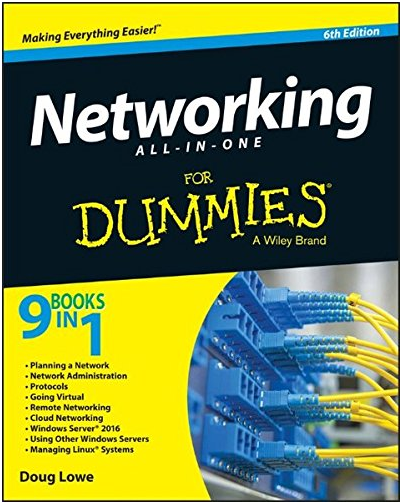 Making Everything Easier!™
6th Edition
Networking
ALL-IN-ONE
FOR
DUMMIES®
A Wiley Brand
9 BOOKS
IN 1
• Planning a Network
• Network Administration
• Protocols
• Going Virtual
• Remote Networking
• Cloud Networking
• Windows Server® 2016
• Using Other Windows Servers
• Managing Linux® Systems
Doug Lowe